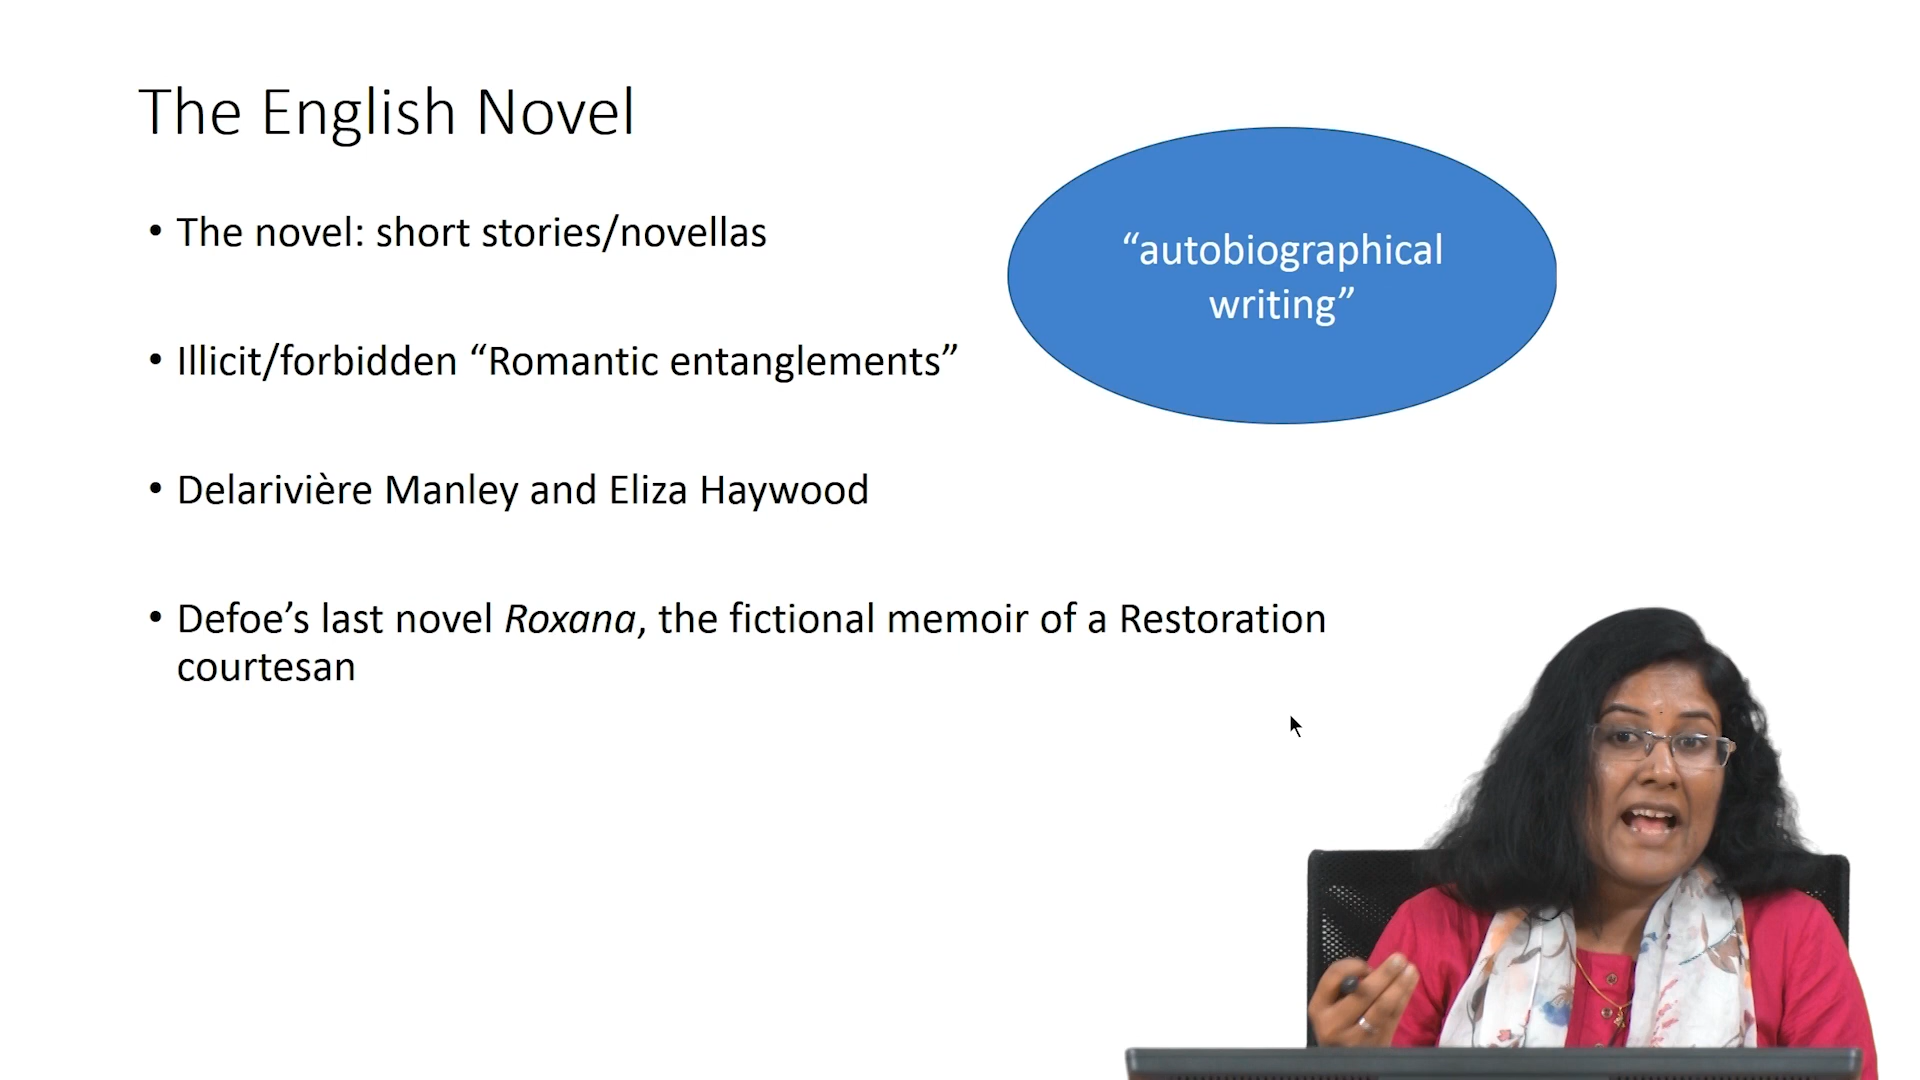 The English Novel
• The novel: short stories/novellas
“autobiographical
writing”
• Illicit/forbidden “Romantic entanglements”
• Delarivière Manley and Eliza Haywood
• Defoe’s last novel Roxana, the fictional memoir of a Restoration
courtesan